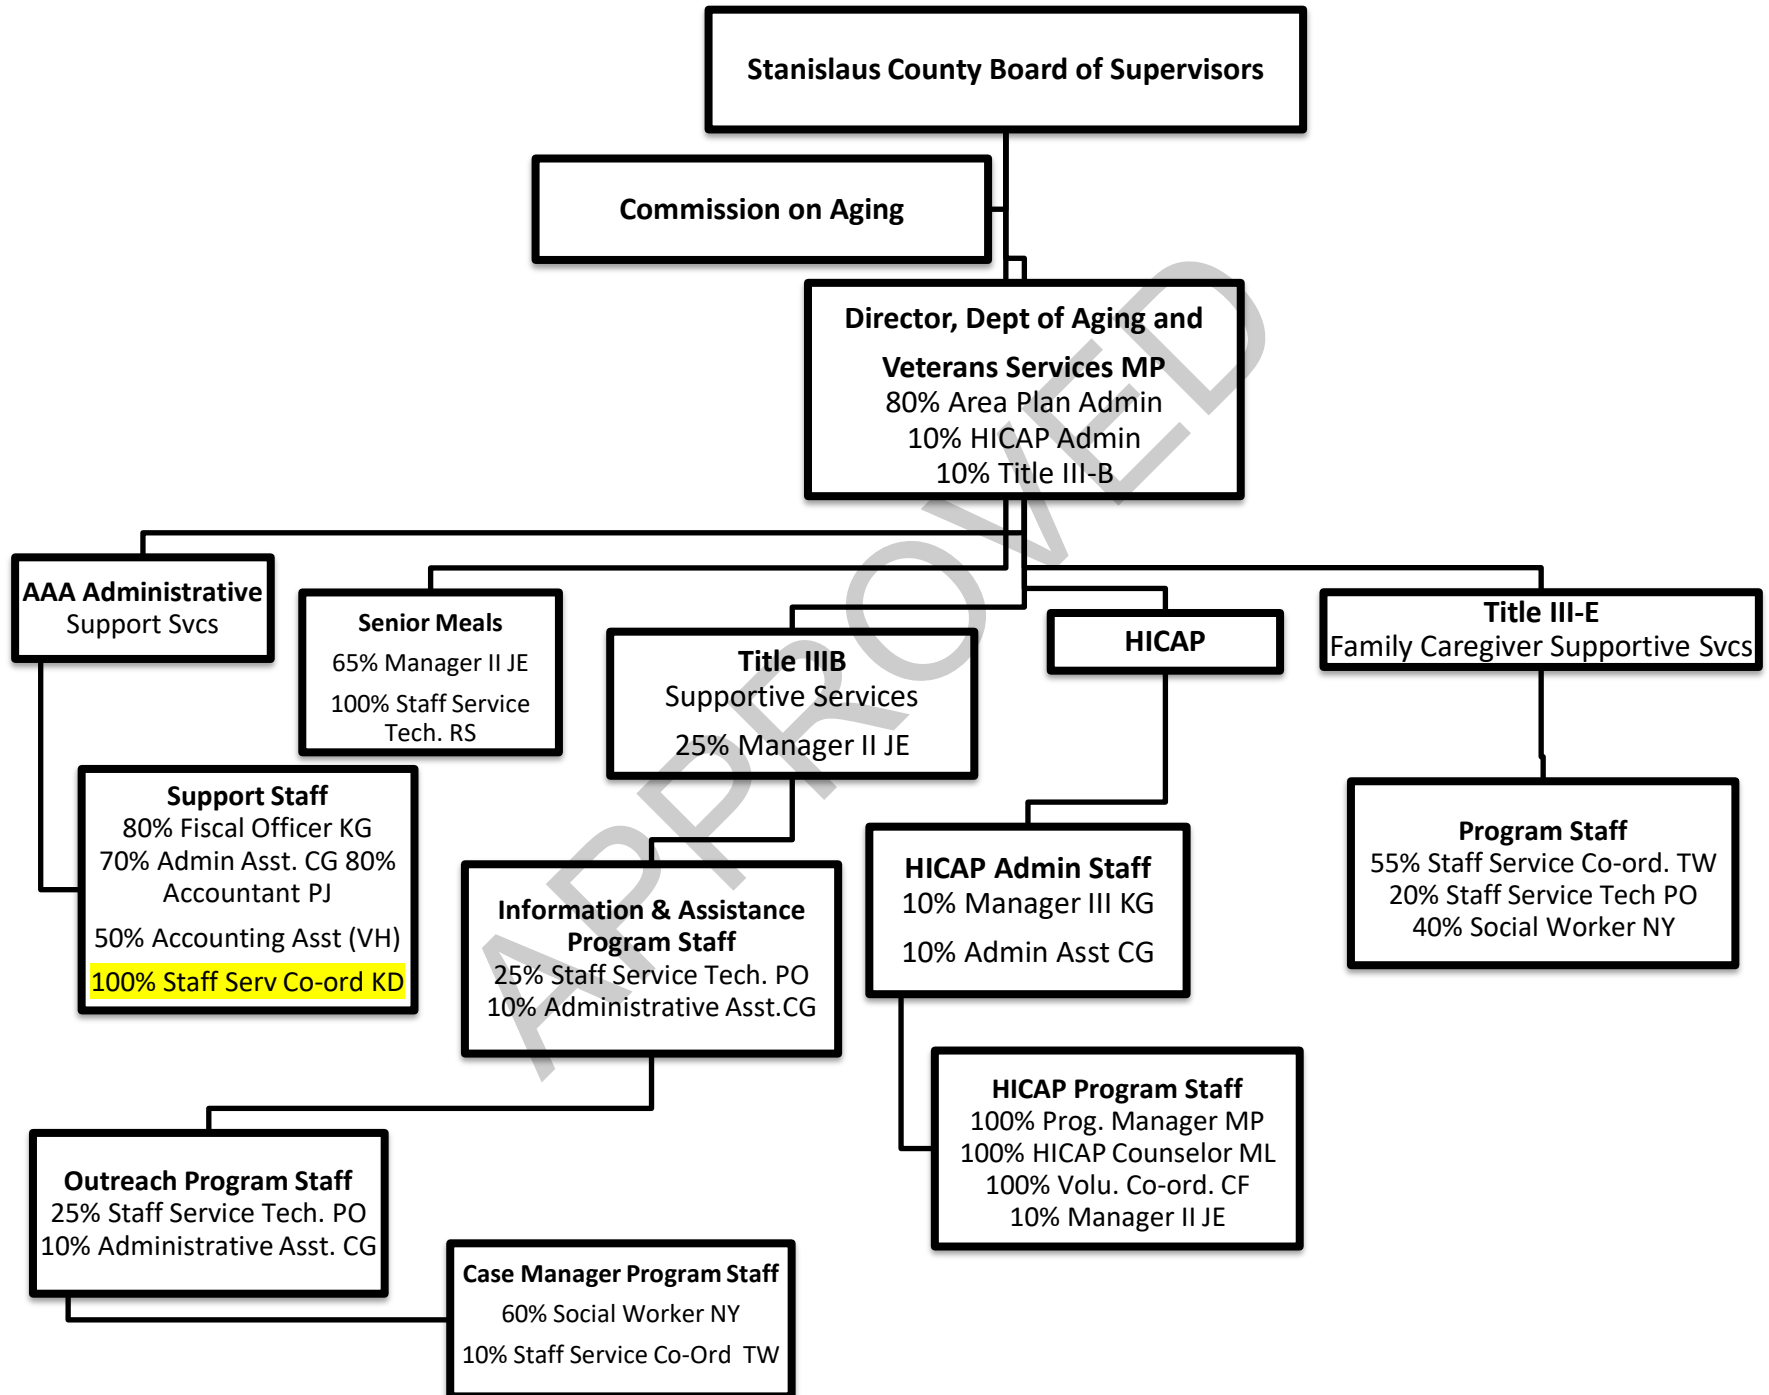 Stanislaus County Board of Supervisors
Commission on Aging
Director, Dept of Aging and
Veterans Services MP
80% Area Plan Admin
10% HICAP Admin
10% Title III-B
AAA Administrative
Support Svcs
Senior Meals
65% Manager II JE
100% Staff Service
Tech. RS
Title IIIB
Supportive Services
25% Manager II JE
HICAP
Title III-E
Family Caregiver Supportive Svcs
Support Staff
80% Fiscal Officer KG
70% Admin Asst. CG 80%
Accountant PJ
50% Accounting Asst (VH)
100% Staff Serv Co-ord KD
Information & Assistance
Program Staff
25% Staff Service Tech. PO
10% Administrative Asst.CG
HICAP Admin Staff
10% Manager III KG
10% Admin Asst CG
Program Staff
55% Staff Service Co-ord. TW
20% Staff Service Tech PO
40% Social Worker NY
HICAP Program Staff
100% Prog. Manager MP
100% HICAP Counselor ML
100% Volu. Co-ord. CF
10% Manager II JE
Outreach Program Staff
25% Staff Service Tech. PO
10% Administrative Asst. CG
Case Manager Program Staff
60% Social Worker NY
10% Staff Service Co-Ord  TW
APPROVED